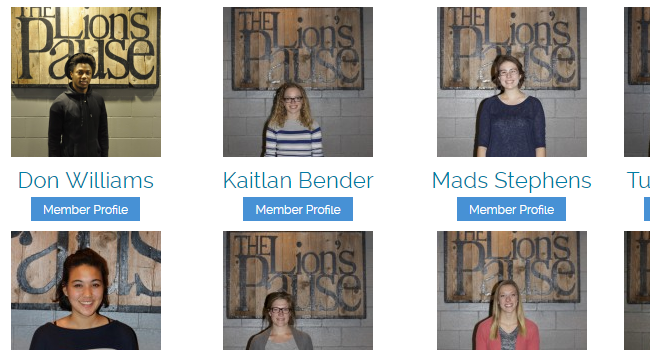 THE Lion's
Pause
THE Lion's
Pause
THE Lion's
Pause
Don Williams
Kaitlan Bender
Mads Stephens
Tu
Member Profile
Member Profile
Member Profile
THE Lion's
Pause
THE Lion's
Pause